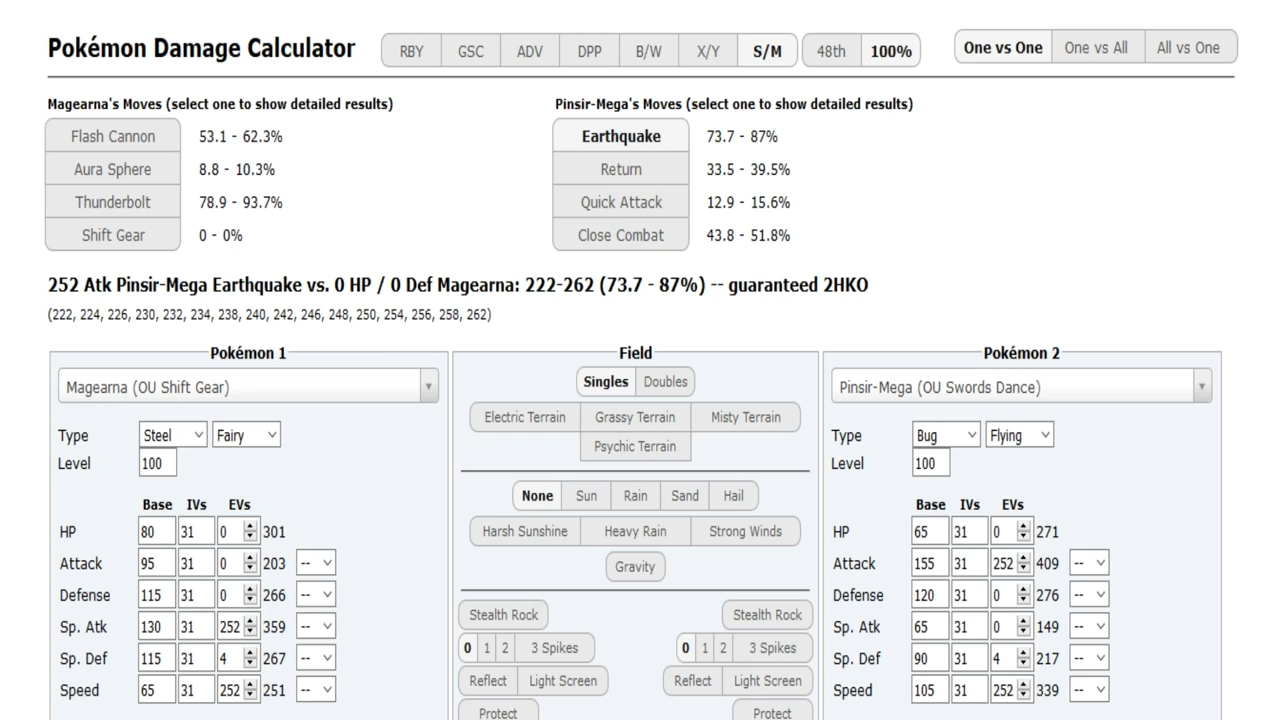 Pokémon Damage Calculator RBY GSC ADV DPP B/W X/Y S/M 48th 100% One vs One One vs All All vs One
Magearna's Moves (select one to show detailed results) Pinsir-Mega's Moves (select one to show detailed results)
Flash Cannon 53.1 - 62.3% Earthquake 73.7 - 87%
Aura Sphere 8.8 - 10.3% Return 33.5 - 39.5%
Thunderbolt 78.9 - 93.7% Quick Attack 12.9 - 15.6%
Shift Gear 0 - 0% Close Combat 43.8 - 51.8%
252 Atk Pinsir-Mega Earthquake vs. 0 HP / 0 Def Magearna: 222-262 (73.7 - 87%) -- guaranteed 2HKO
(222, 224, 226, 230, 232, 234, 238, 240, 242, 246, 248, 250, 254, 256, 258, 262)
Pokémon 1
Magearna (OU Shift Gear)
Type Steel Fairy
Level 100
Base IVs EVs
HP 80 31 0 301
Attack 95 31 0 203 --
Defense 115 31 0 266 --
Sp. Atk 130 31 252 359 --
Sp. Def 115 31 4 267 --
Speed 65 31 252 251 --
Field
Singles Doubles
Electric Terrain Grassy Terrain Misty Terrain
Psychic Terrain
None Sun Rain Sand Hail
Harsh Sunshine Heavy Rain Strong Winds
Gravity
Stealth Rock Stealth Rock
0 1 2 3 Spikes 0 1 2 3 Spikes
Reflect Light Screen Reflect Light Screen
Protect Protect
Pokémon 2
Pinsir-Mega (OU Swords Dance)
Type Bug Flying
Level 100
Base IVs EVs
HP 65 31 0 271
Attack 155 31 252 409 --
Defense 120 31 0 276 --
Sp. Atk 65 31 0 149 --
Sp. Def 90 31 4 217 --
Speed 105 31 252 339 --